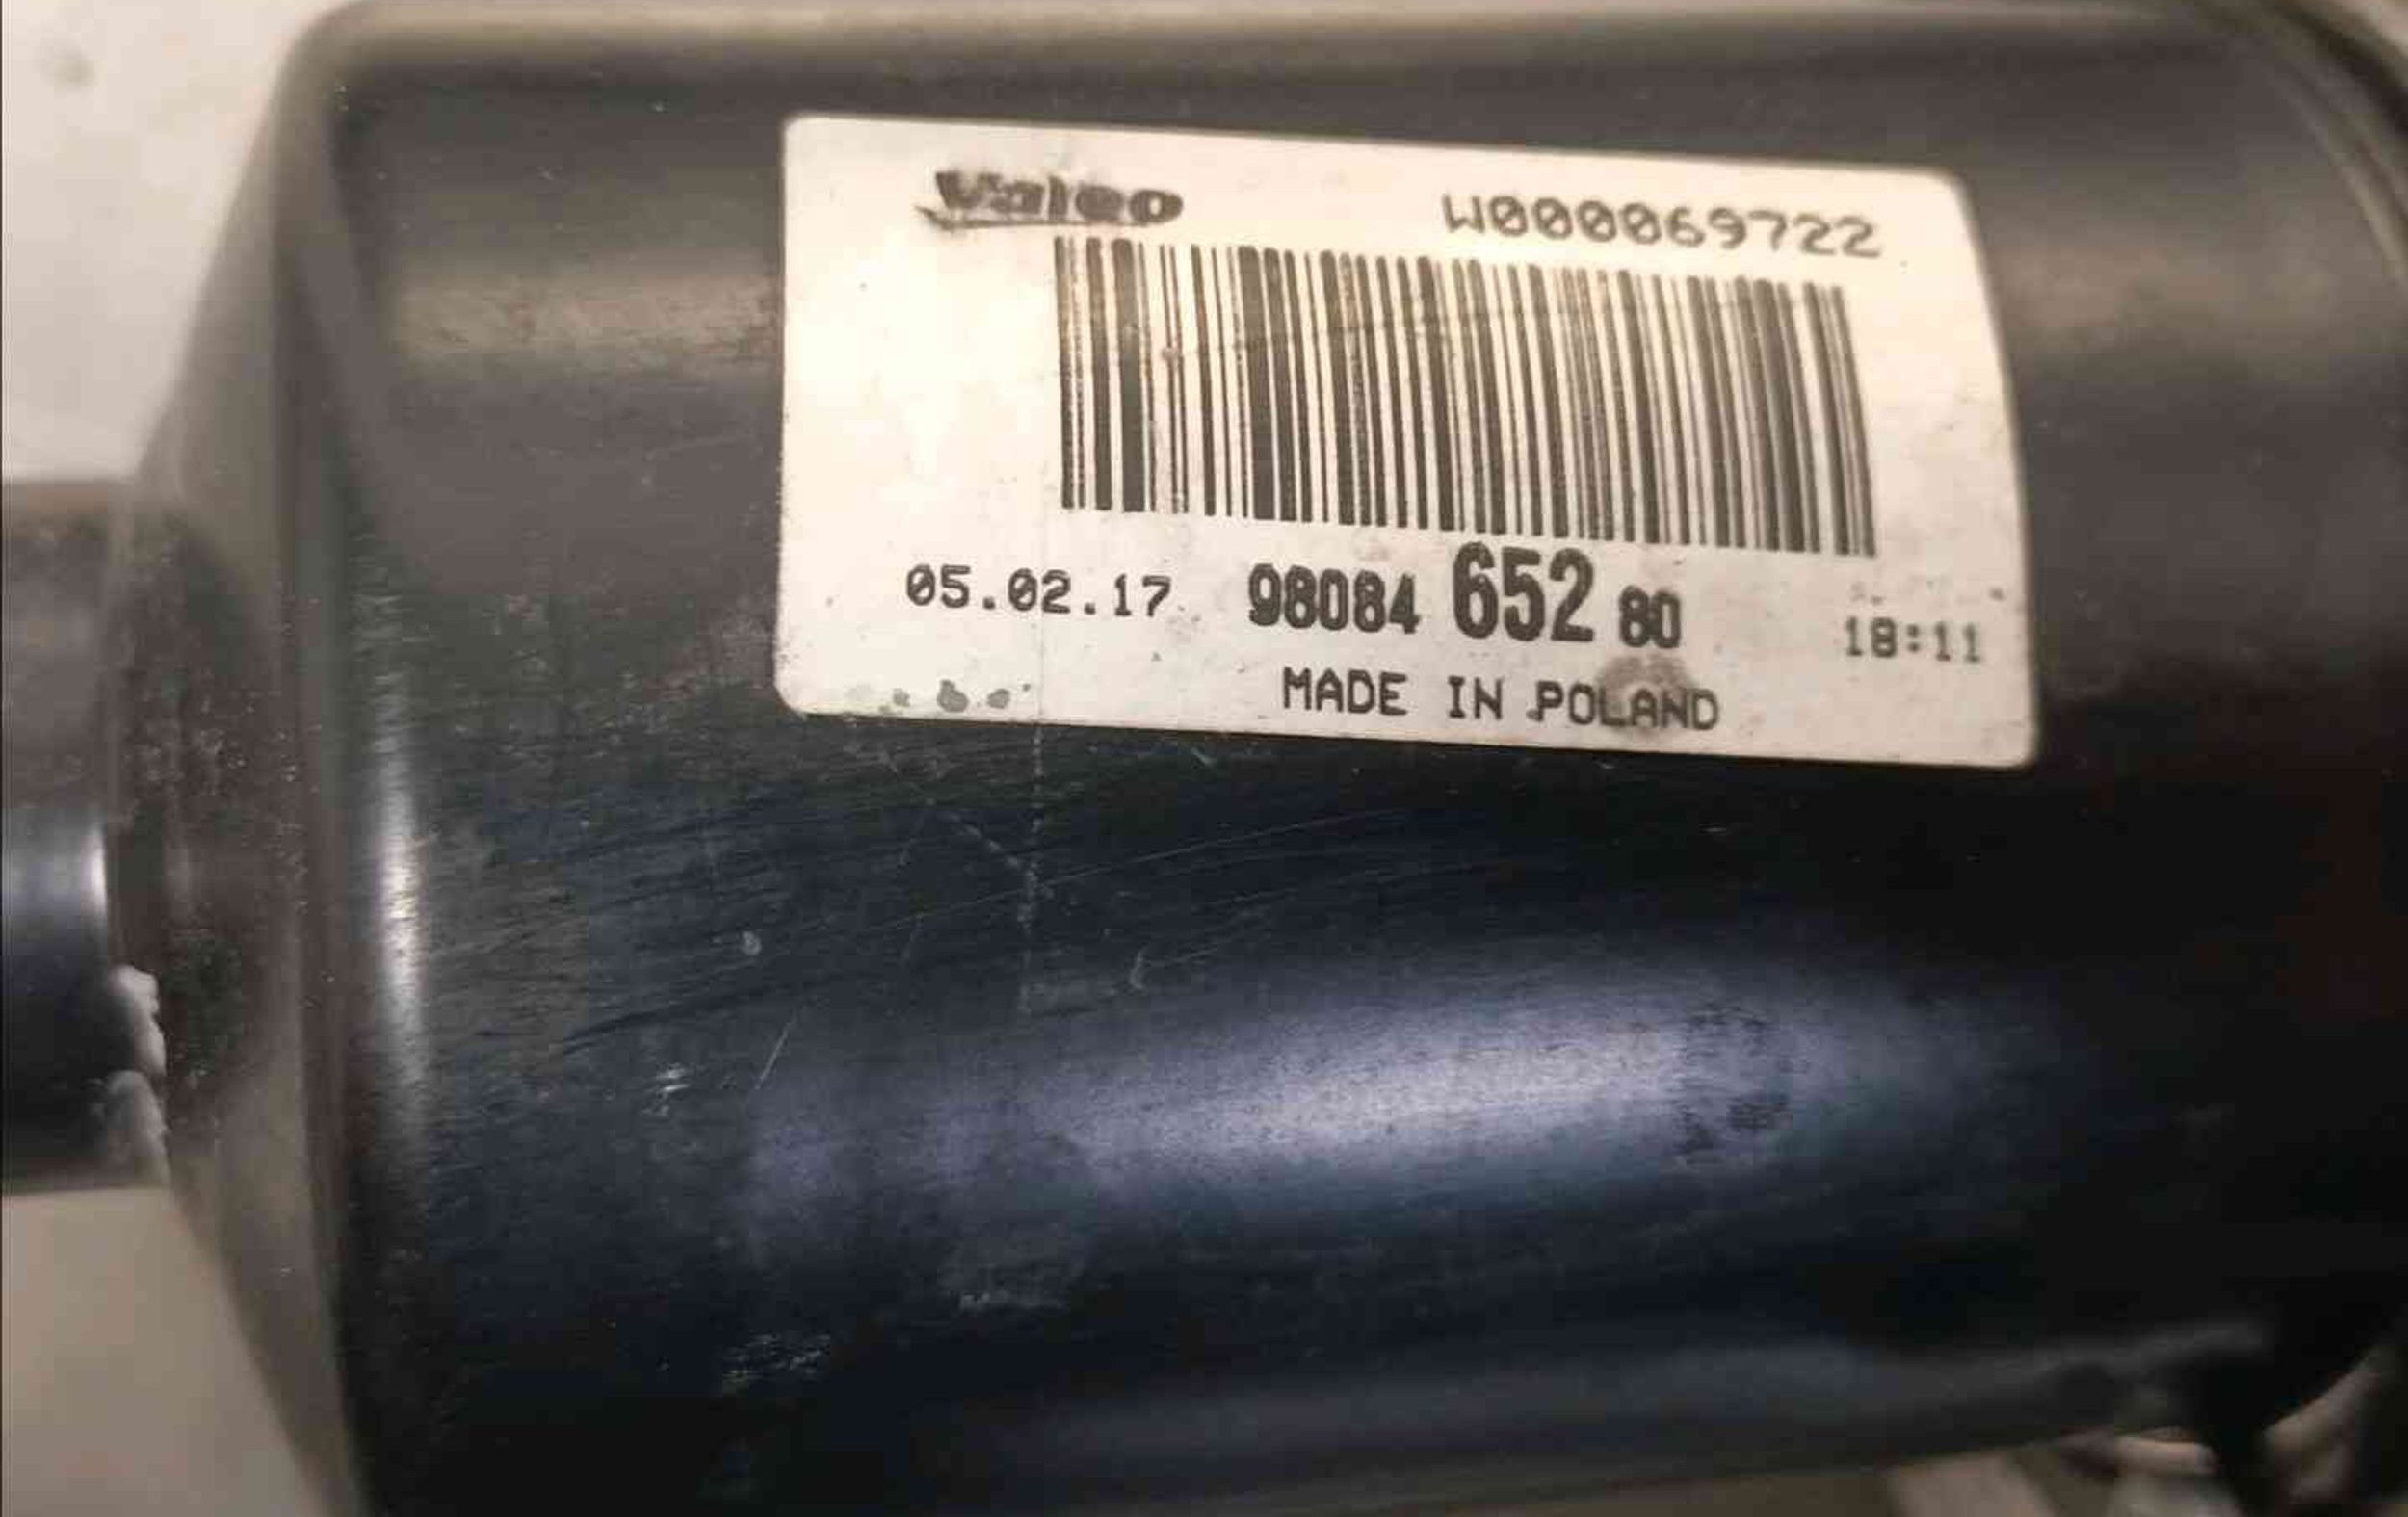 Valeo W000069722
05.02.17 98084 652 80 18:11
MADE IN POLAND